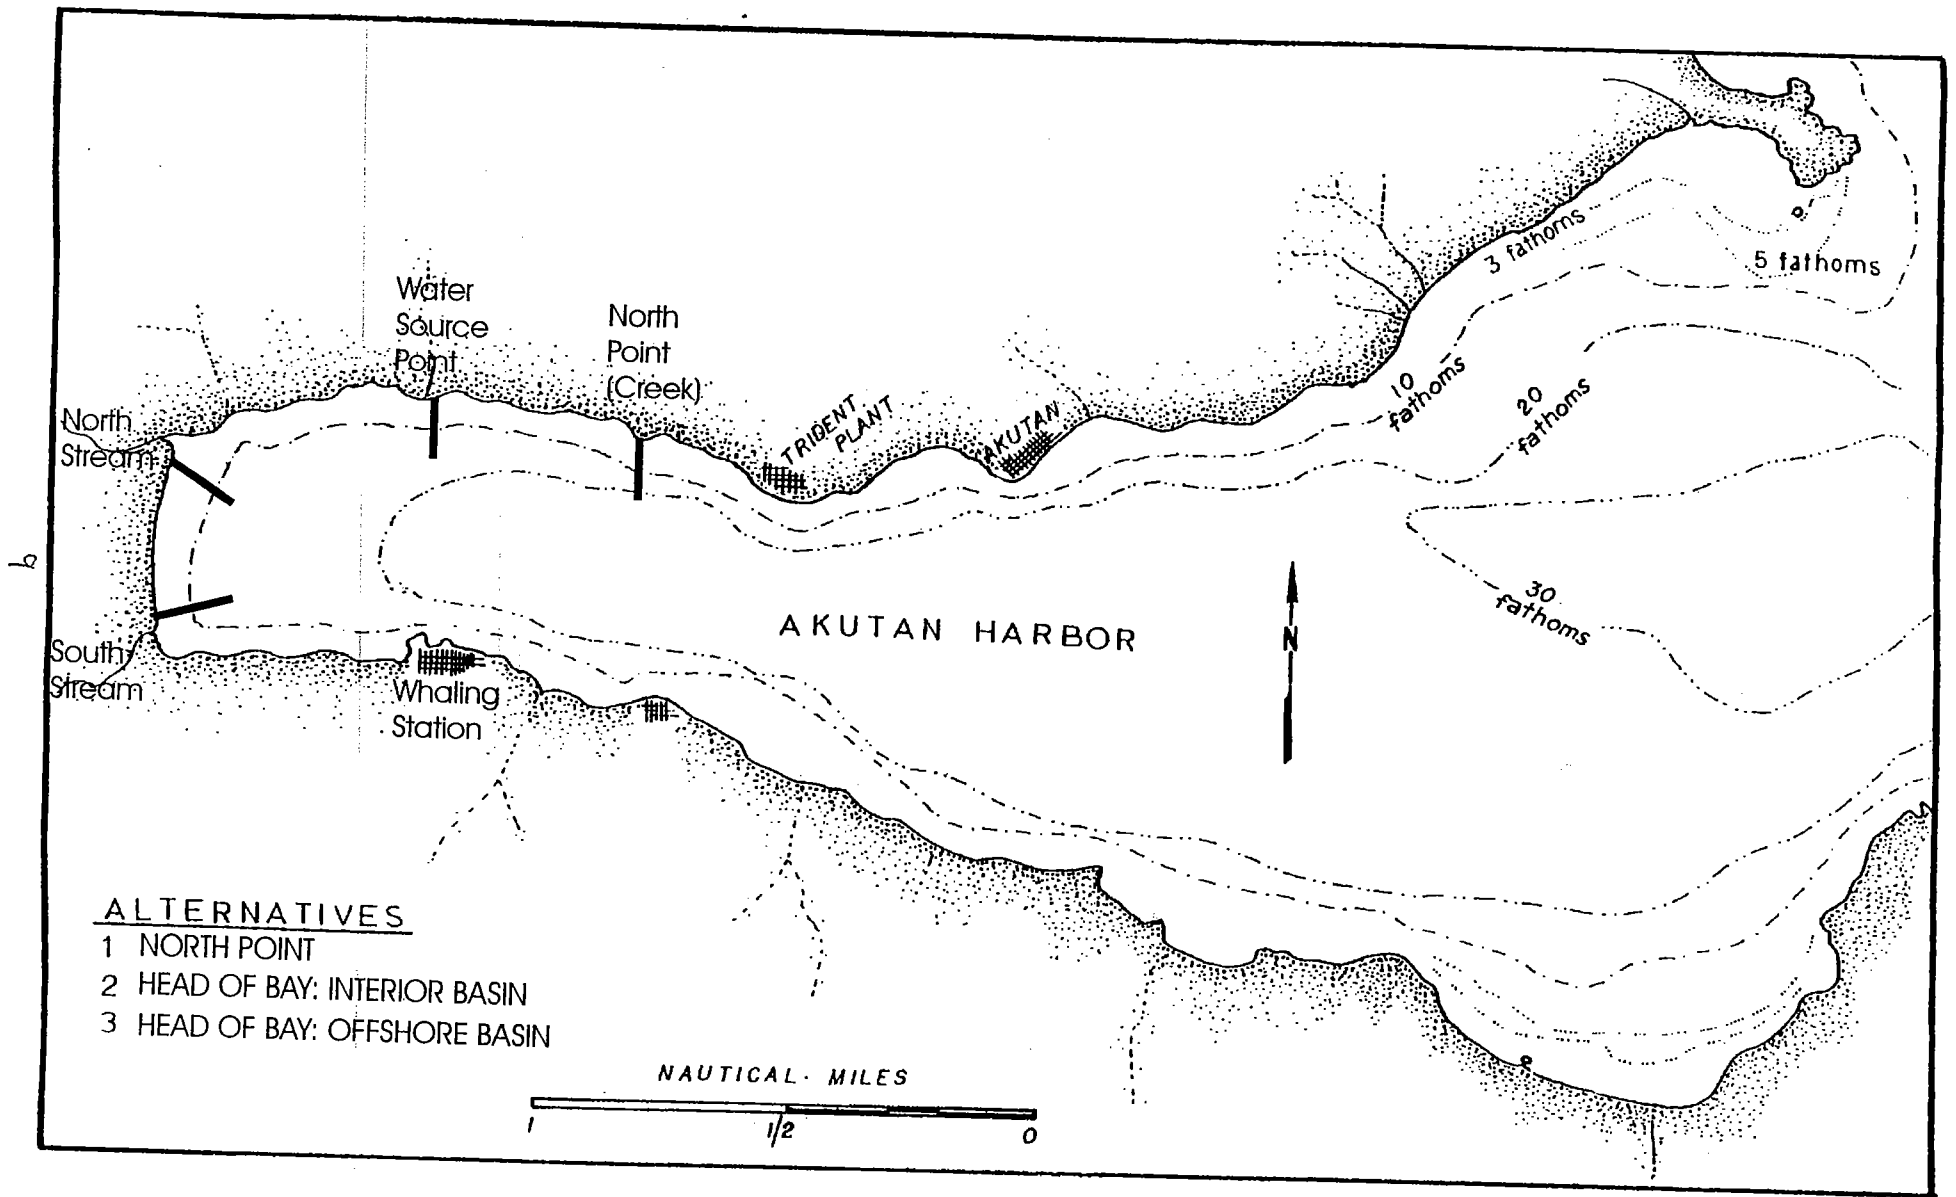 3 fathoms
5 fathoms
Water
Source
Point
North
Point
(Creek)
10
fathoms
20
fathoms
North
Stream
TRIDENT
PLANT
AKUTAN
30
fathoms
AKUTAN HARBOR
N
South
Stream
Whaling
Station
ALTERNATIVES
1 NORTH POINT
2 HEAD OF BAY: INTERIOR BASIN
3 HEAD OF BAY: OFFSHORE BASIN
NAUTICAL MILES
1 1/2 0